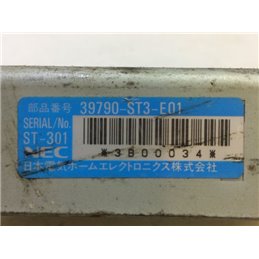 部品番号 39790-ST3-E01
SERIAL/No.
ST-301
NEC
*3B00034*
日本電気ホームエレクトロニクス株式会社